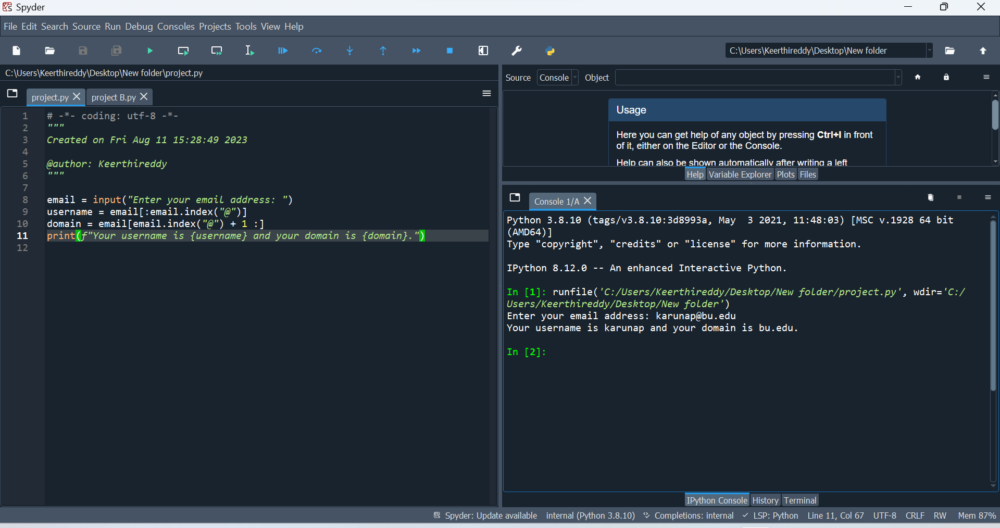 Spyder
File Edit Search Source Run Debug Consoles Projects Tools View Help
C:\Users\Keerthireddy\Desktop\New folder
C:\Users\Keerthireddy\Desktop\New folder\project.py
project.py project B.py
1 # -*- coding: utf-8 -*-
2 """
3 Created on Fri Aug 11 15:28:49 2023
4
5 @author: Keerthireddy
6 """
7
8 email = input("Enter your email address: ")
9 username = email[:email.index("@")]
10 domain = email[email.index("@") + 1 :]
11 print(f"Your username is {username} and your domain is {domain}.")
12
Source Console Object
Usage
Here you can get help of any object by pressing Ctrl+I in front
of it, either on the Editor or the Console.
Help can also be shown automatically after writing a left
Help Variable Explorer Plots Files
Console 1/A
Python 3.8.10 (tags/v3.8.10:3d8993a, May  3 2021, 11:48:03) [MSC v.1928 64 bit
(AMD64)]
Type "copyright", "credits" or "license" for more information.
IPython 8.12.0 -- An enhanced Interactive Python.
In [1]: runfile('C:/Users/Keerthireddy/Desktop/New folder/project.py', wdir='C:/
Users/Keerthireddy/Desktop/New folder')
Enter your email address: karunap@bu.edu
Your username is karunap and your domain is bu.edu.
In [2]:
IPython Console History Terminal
Spyder: Update available internal (Python 3.8.10) Completions: internal LSP: Python Line 11, Col 67 UTF-8 CRLF RW Mem 87%